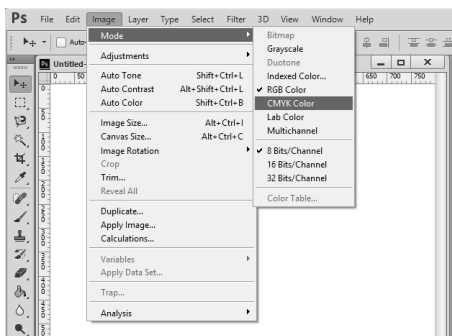 Ps File Edit Image Layer Type Select Filter 3D View Window Help
Auto-
Ps Untitled-
0 50 650 700 750
Mode
Adjustments
Auto Tone Shift+Ctrl+L
Auto Contrast Alt+Shift+Ctrl+L
Auto Color Shift+Ctrl+B
Image Size... Alt+Ctrl+I
Canvas Size... Alt+Ctrl+C
Image Rotation
Crop
Trim...
Reveal All
Duplicate...
Apply Image...
Calculations...
Variables
Apply Data Set...
Trap...
Analysis
Bitmap
Grayscale
Duotone
Indexed Color...
RGB Color
CMYK Color
Lab Color
Multichannel
8 Bits/Channel
16 Bits/Channel
32 Bits/Channel
Color Table...